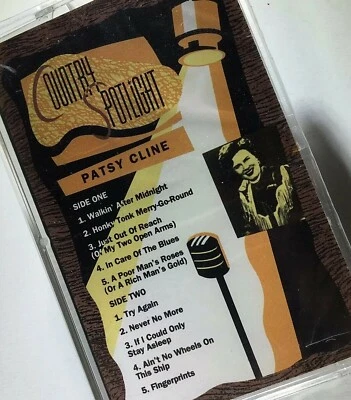 COUNTRY
SPOTLIGHT
PATSY CLINE
SIDE ONE
1. Walkin' After Midnight
2. Honky Tonk Merry-Go-Round
3. Just Out Of Reach
(Of My Two Open Arms)
4. In Care Of The Blues
5. A Poor Man's Roses
(Or A Rich Man's Gold)
SIDE TWO
1. Try Again
2. Never No More
3. If I Could Only
Stay Asleep
4. Ain't No Wheels On
This Ship
5. Fingerprints